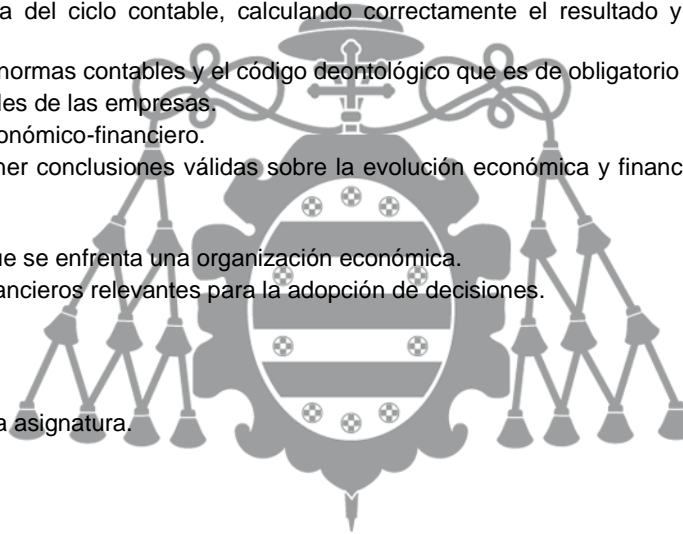 a del ciclo contable, calculando correctamente el resultado y
normas contables y el código deontológico que es de obligatorio
les de las empresas.
onómico-financiero.
ner conclusiones válidas sobre la evolución económica y financ
ue se enfrenta una organización económica.
ancieros relevantes para la adopción de decisiones.
a asignatura.